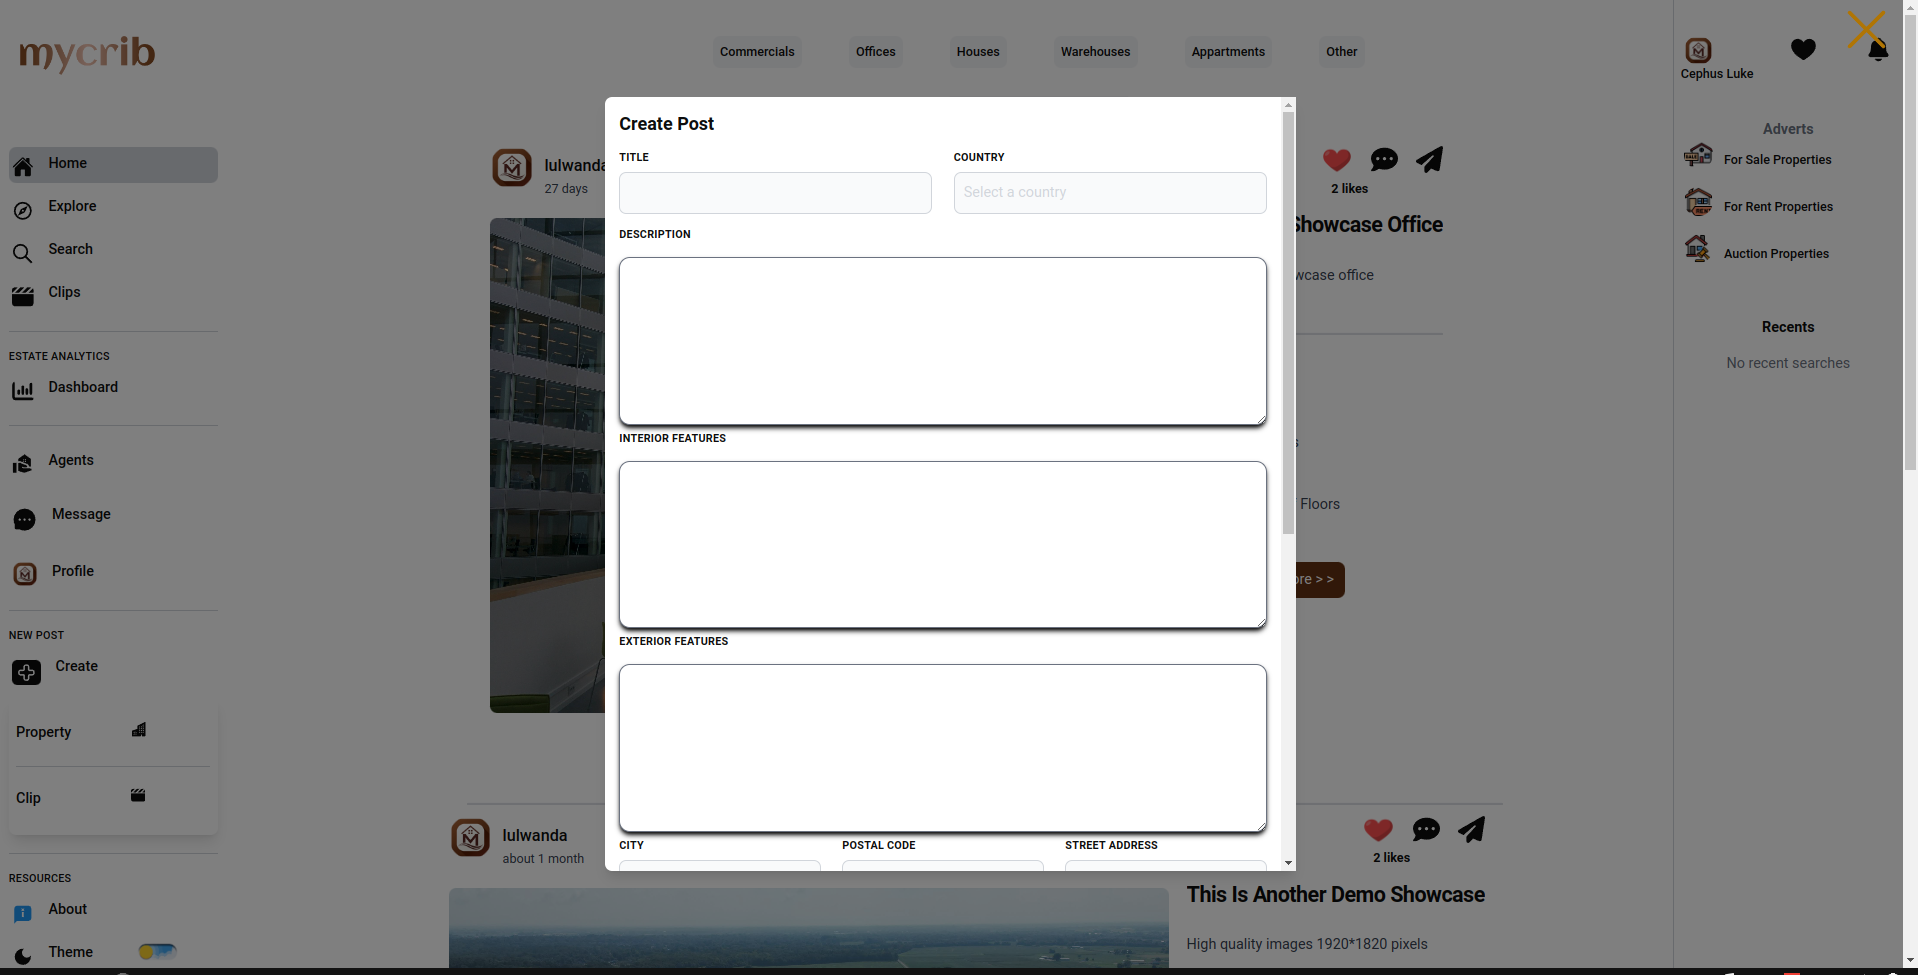 mycrib
Commercials
Offices
Houses
Warehouses
Appartments
Other
Cephus Luke
Home
Explore
Search
Clips
ESTATE ANALYTICS
Dashboard
Agents
Message
Profile
NEW POST
Create
Property
Clip
RESOURCES
About
Theme
lulwanda
27 days
2 likes
Showcase Office
wcase office
Floors
ore > >
Create Post
TITLE
COUNTRY
Select a country
DESCRIPTION
INTERIOR FEATURES
EXTERIOR FEATURES
CITY
POSTAL CODE
STREET ADDRESS
lulwanda
about 1 month
2 likes
This Is Another Demo Showcase
High quality images 1920*1820 pixels
Adverts
For Sale Properties
For Rent Properties
Auction Properties
Recents
No recent searches